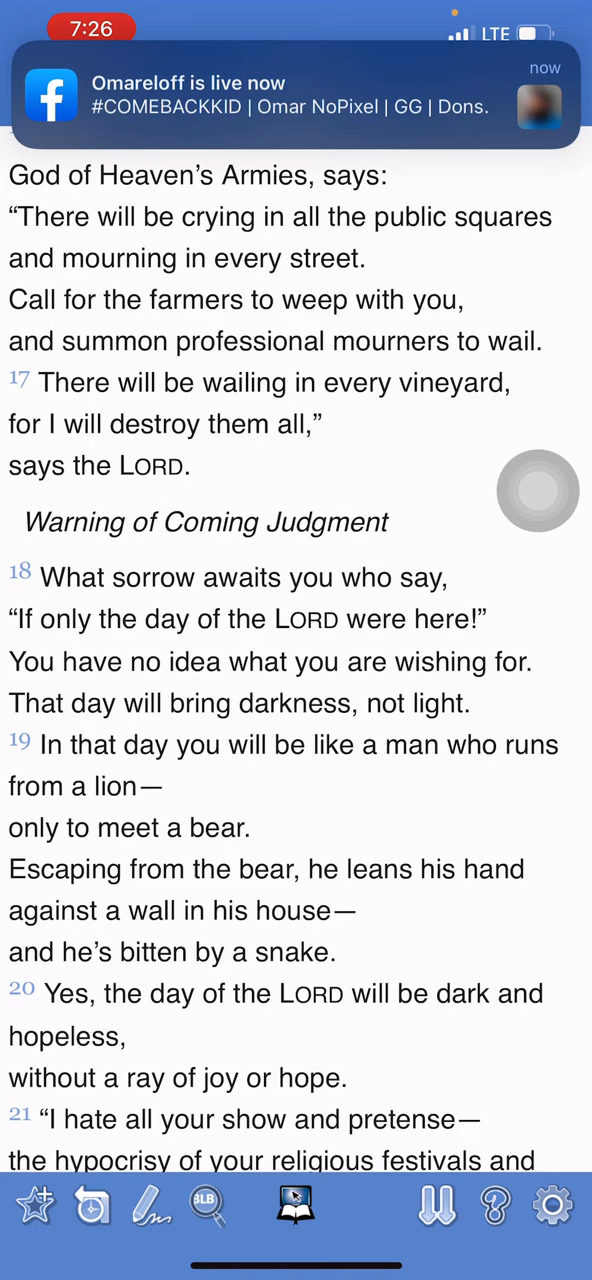 7:26
LTE
Omareloff is live now
now
#COMEBACKKID | Omar NoPixel | GG | Dons.
God of Heaven’s Armies, says:
“There will be crying in all the public squares
and mourning in every street.
Call for the farmers to weep with you,
and summon professional mourners to wail.
17 There will be wailing in every vineyard,
for I will destroy them all,”
says the LORD.
Warning of Coming Judgment
18 What sorrow awaits you who say,
“If only the day of the LORD were here!”
You have no idea what you are wishing for.
That day will bring darkness, not light.
19 In that day you will be like a man who runs
from a lion—
only to meet a bear.
Escaping from the bear, he leans his hand
against a wall in his house—
and he’s bitten by a snake.
20 Yes, the day of the LORD will be dark and
hopeless,
without a ray of joy or hope.
21 “I hate all your show and pretense—
the hypocrisy of your religious festivals and
BLB